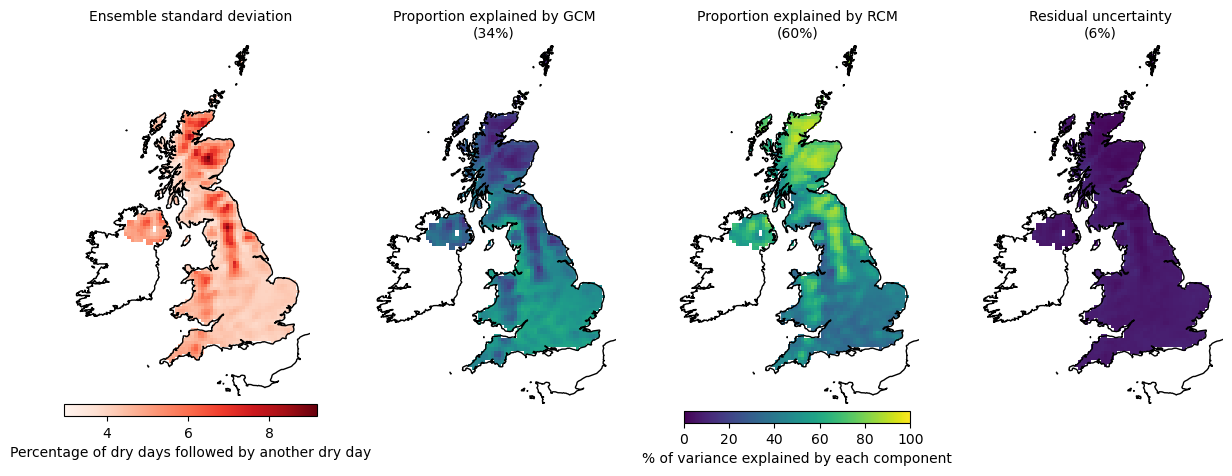 Ensemble standard deviation
Proportion explained by GCM
(34%)
Proportion explained by RCM
(60%)
Residual uncertainty
(6%)
4 6 8
Percentage of dry days followed by another dry day
0 20 40 60 80 100
% of variance explained by each component